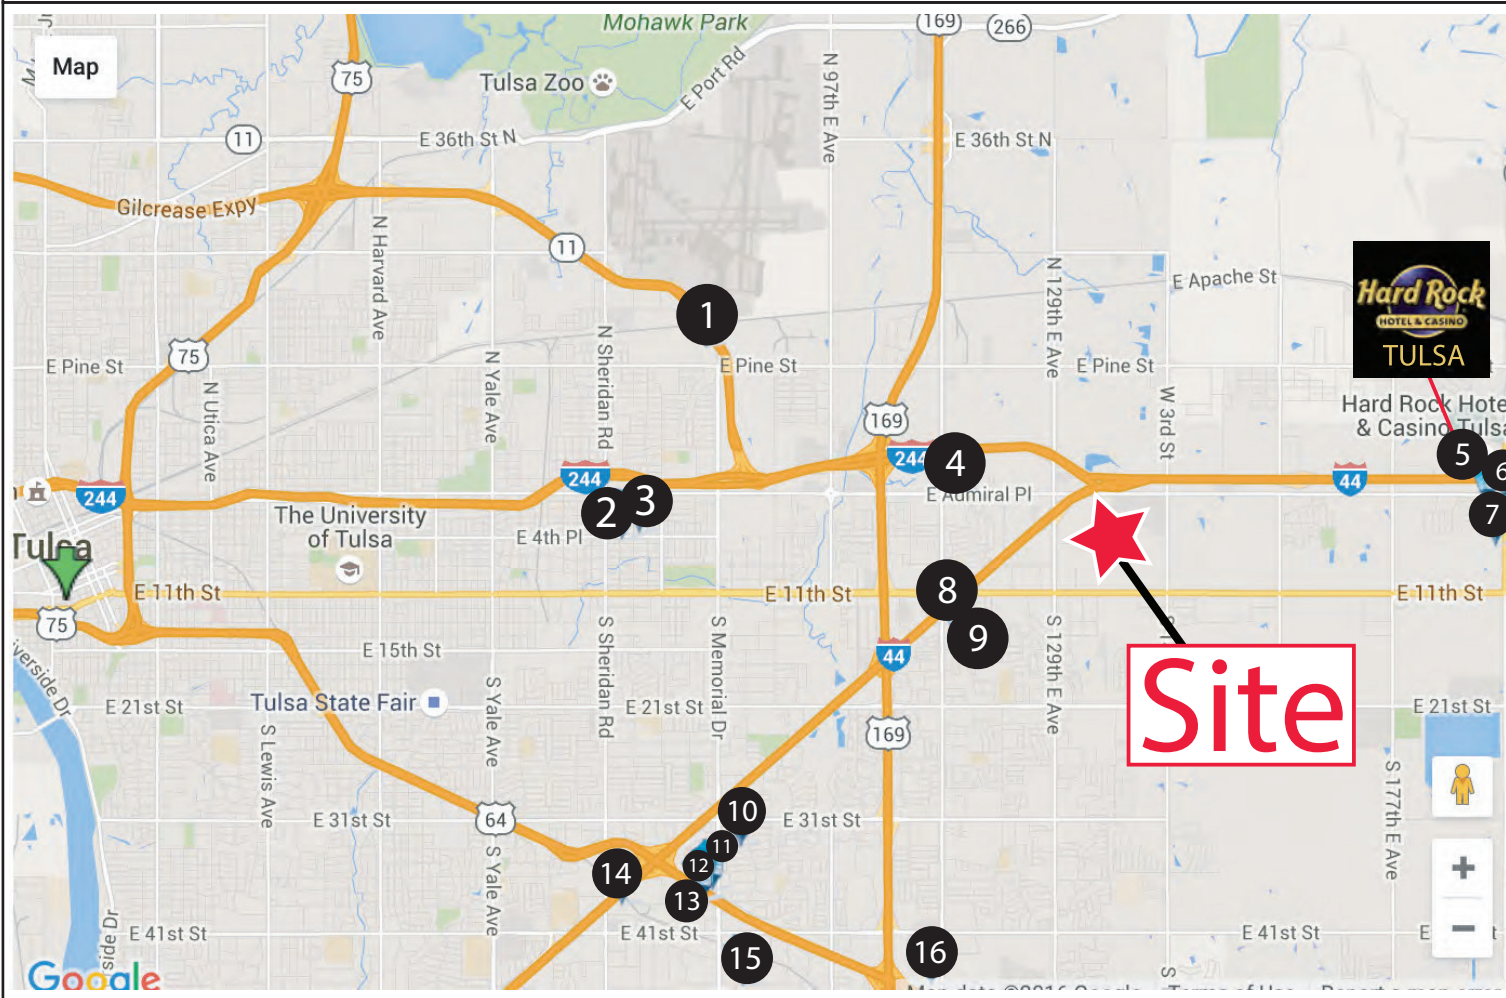 Map
Mohawk Park
169
266
75
Tulsa Zoo
E Port Rd
N 97th E Ave
11
E 36th St N
E 36th St N
Gilcrease Expy
N Harvard Ave
11
N 129th E Ave
E Apache St
Hard Rock
HOTEL & CASINO
TULSA
1
75
E Pine St
N Utica Ave
N Yale Ave
N Sheridan Rd
E Pine St
E Pine St
W 3rd St
Hard Rock Hote
& Casino Tulsa
169
244
4
5
6
7
244
244
2
3
44
E Admiral Pl
The University
of Tulsa
E 4th Pl
Tulsa
E 11th St
E 11th St
8
E 11th St
75
9
44
E 15th St
S Sheridan Rd
S Memorial Dr
S 129th E Ave
Site
verside Dr
E 21st St
Tulsa State Fair
S Yale Ave
E 21st St
E 21st St
S Lewis Ave
169
S 177th E Ave
E 31st St
64
10
E 31st St
11
12
13
14
S Yale Ave
side Dr
E 41st St
E 41st St
15
16
E 41st St
+
−
Google